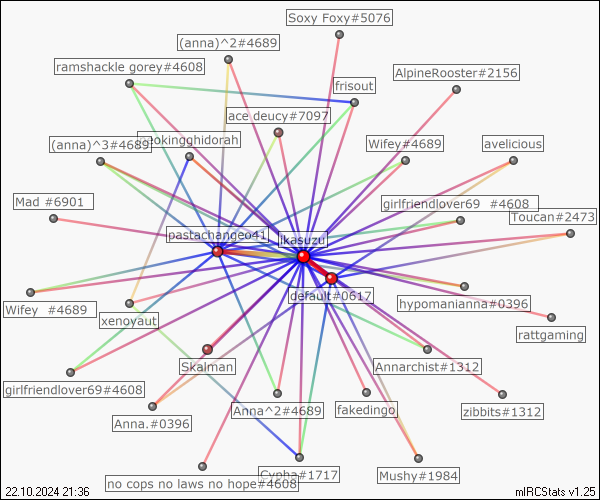 Soxy Foxy#5076
(anna)^2#4689
ramshackle gorey#4608
AlpineRooster#2156
frisout
ace deucy#7097
(anna)^3#4689
ookingghidorah
Wifey#4689
avelicious
Mad #6901
girlfriendlover69 #4608
Toucan#2473
pastachangeo41
ikasuzu
default#0617
hypomanianna#0396
Wifey #4689
xenoyaut
rattgaming
Skalman
Annarchist#1312
girlfriendlover69#4608
Anna.#0396
Anna^2#4689
fakedingo
zibbits#1312
no cops no laws no hope#4608
Cypha#1717
Mushy#1984
22.10.2024 21:36
mIRCStats v1.25